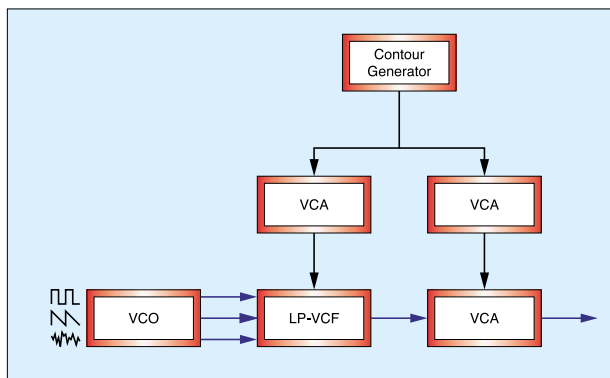 Contour
Generator
VCA
VCA
VCO
LP-VCF
VCA